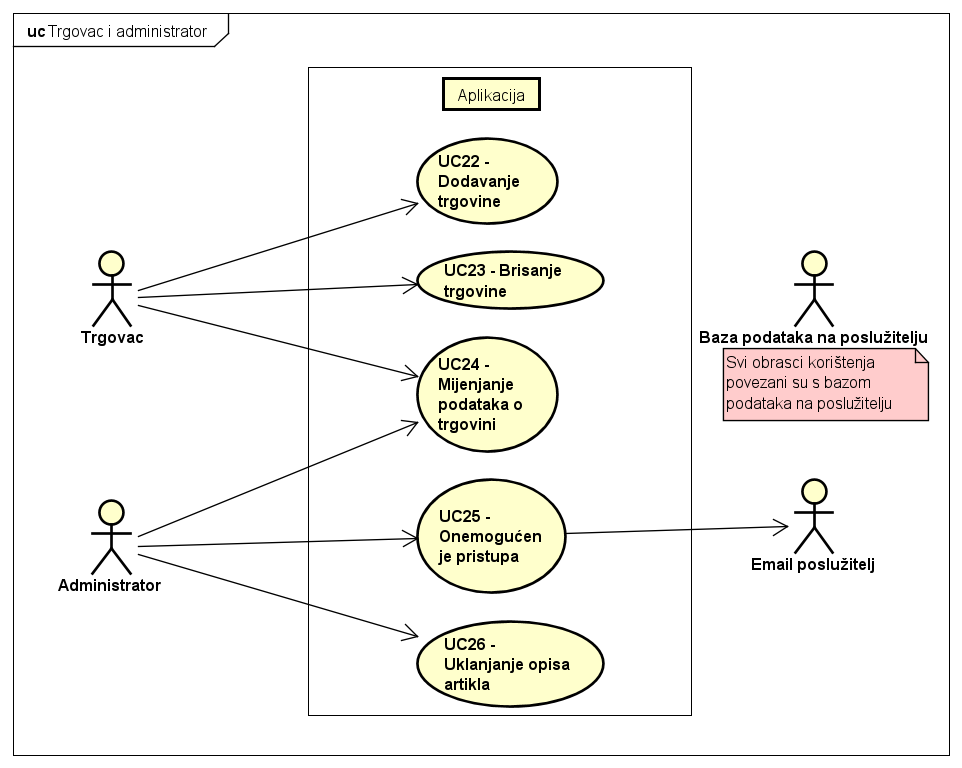 uc Trgovac i administrator
Aplikacija
UC22 -
Dodavanje
trgovine
UC23 - Brisanje
trgovine
Trgovac
Baza podataka na poslužitelju
Svi obrasci korištenja
povezani su s bazom
podataka na poslužitelju
UC24 -
Mijenjanje
podataka o
trgovini
UC25 -
Onemogućen
je pristupa
Administrator
Email poslužitelj
UC26 -
Uklanjanje opisa
artikla